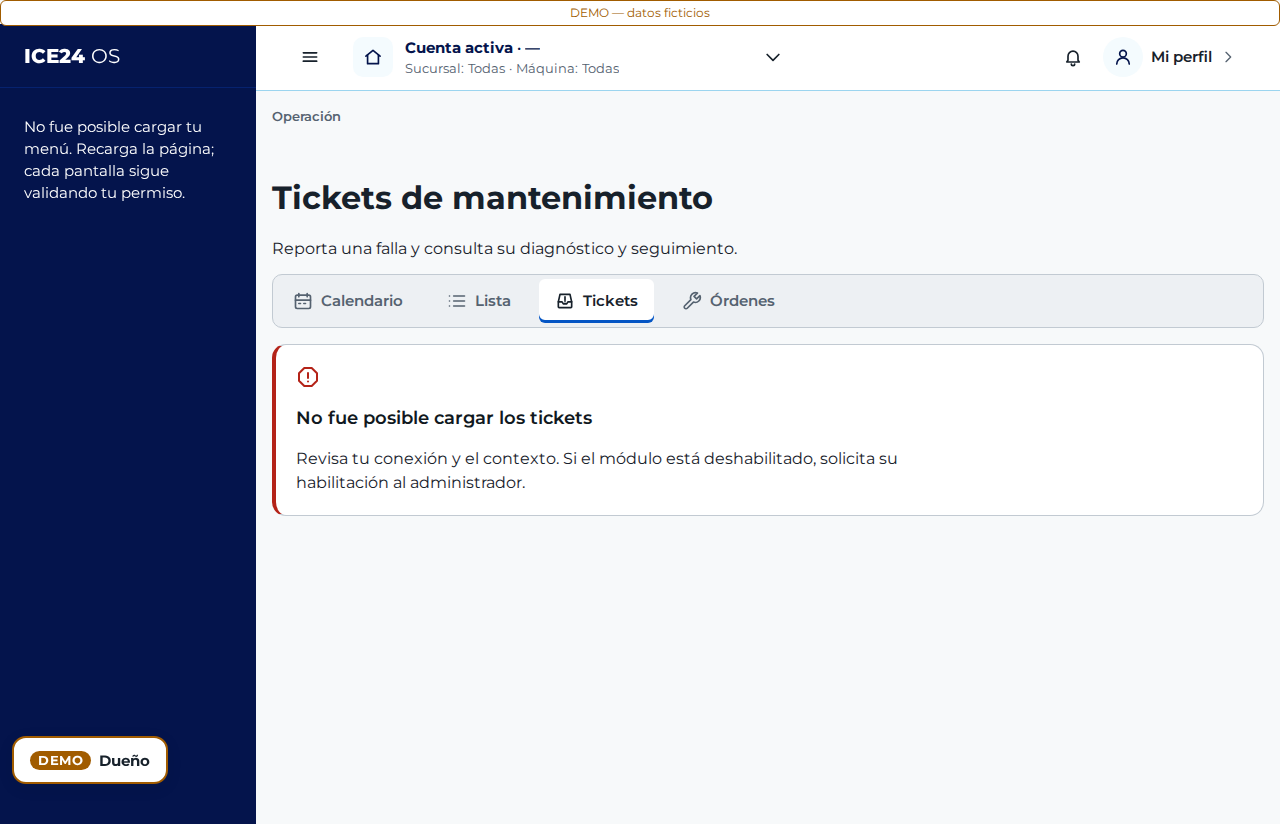 DEMO — datos ficticios
ICE24 OS
Cuenta activa · —
Sucursal: Todas · Máquina: Todas
Mi perfil
No fue posible cargar tu
menú. Recarga la página;
cada pantalla sigue
validando tu permiso.
Operación
Tickets de mantenimiento
Reporta una falla y consulta su diagnóstico y seguimiento.
Calendario
Lista
Tickets
Órdenes
No fue posible cargar los tickets
Revisa tu conexión y el contexto. Si el módulo está deshabilitado, solicita su
habilitación al administrador.
DEMO Dueño